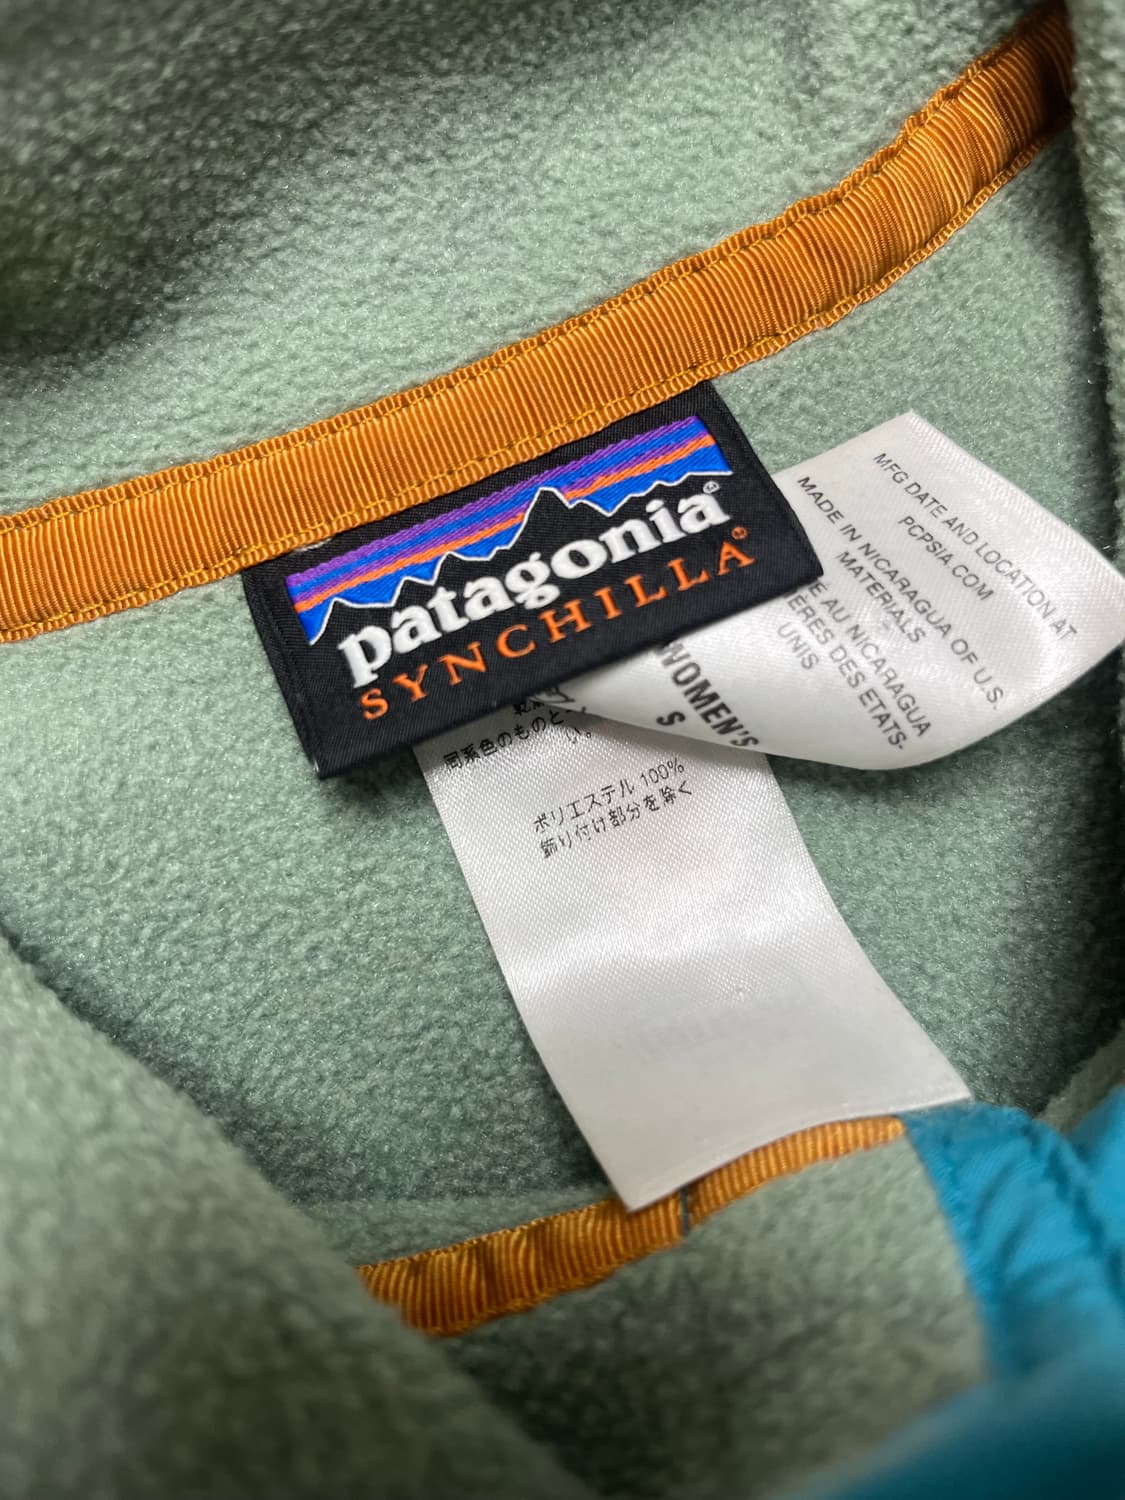 patagonia®
SYNCHILLA®
MFG DATE AND LOCATION AT
PCPSIA.COM
MADE IN NICARAGUA OF U.S.
MATERIALS
AU NICARAGUA
DES ETATS-
UNIS
WOMEN'S
S
同系色のものと
い。
ポリエステル 100%
飾り付け部分を除く